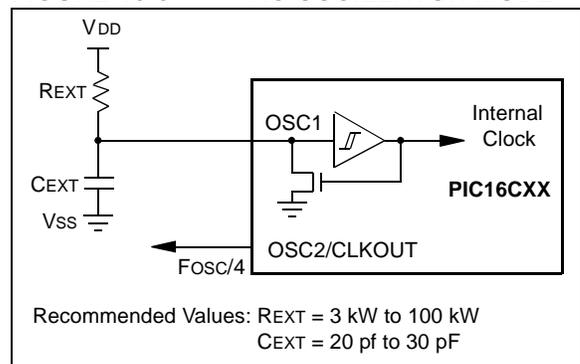 VDD
REXT
CEXT
VSS
OSC1
Internal
Clock
PIC16CXX
OSC2/CLKOUT
FOSC/4
Recommended Values: REXT = 3 kW to 100 kW
CEXT = 20 pf to 30 pF